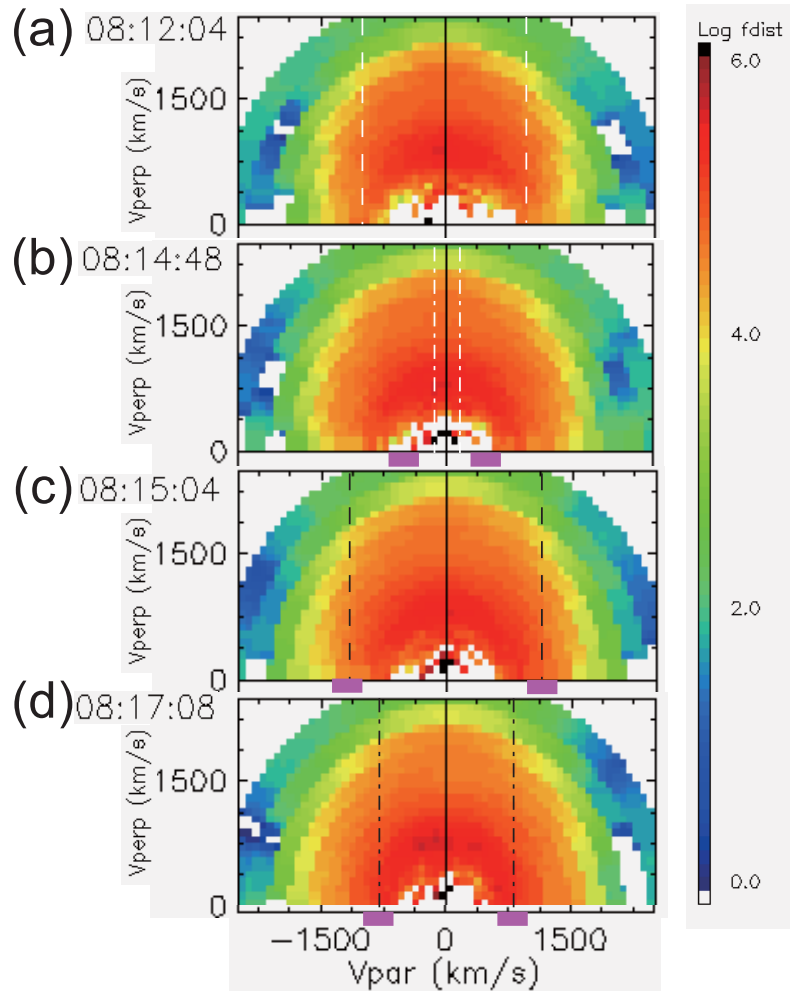 (a) 08:12:04
Log fdist
6.0
4.0
2.0
0.0
Vperp (km/s)
1500
0
(b) 08:14:48
Vperp (km/s)
1500
0
(c) 08:15:04
Vperp (km/s)
1500
0
(d) 08:17:08
Vperp (km/s)
1500
0
−1500 0 1500
Vpar (km/s)